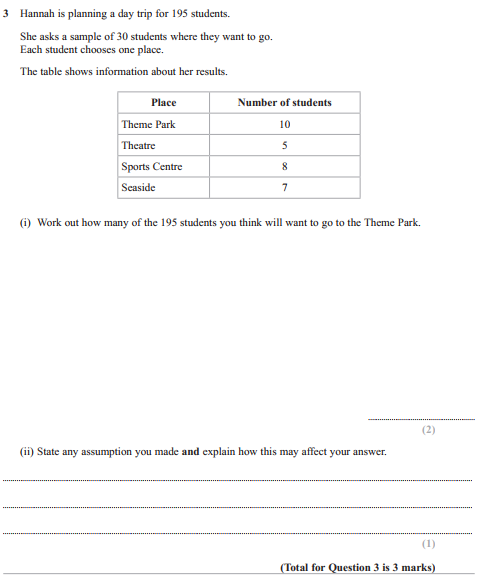 3 Hannah is planning a day trip for 195 students.
She asks a sample of 30 students where they want to go.
Each student chooses one place.
The table shows information about her results.
Place Number of students
Theme Park 10
Theatre 5
Sports Centre 8
Seaside 7
(i) Work out how many of the 195 students you think will want to go to the Theme Park.
(2)
(ii) State any assumption you made and explain how this may affect your answer.
(1)
(Total for Question 3 is 3 marks)